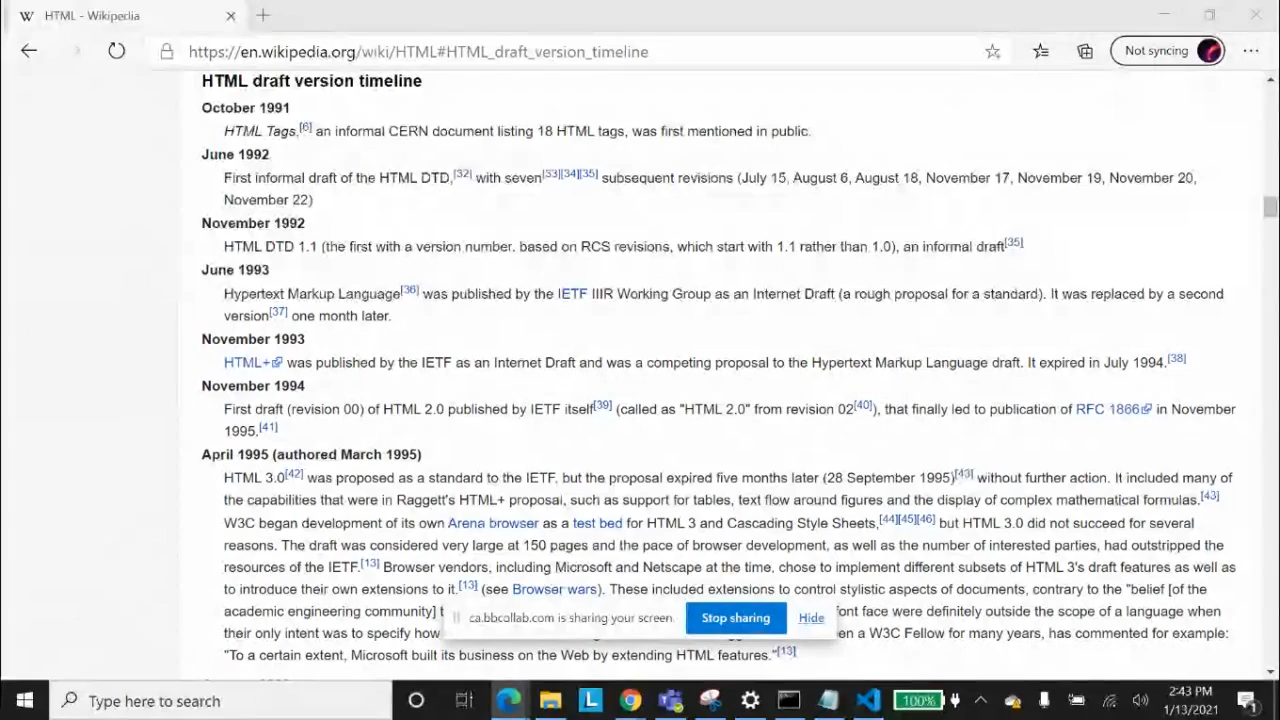 W HTML - Wikipedia
https://en.wikipedia.org/wiki/HTML#HTML_draft_version_timeline
Not syncing
HTML draft version timeline
October 1991
HTML Tags,[6] an informal CERN document listing 18 HTML tags, was first mentioned in public.
June 1992
First informal draft of the HTML DTD,[32] with seven[33][34][35] subsequent revisions (July 15, August 6, August 18, November 17, November 19, November 20,
November 22)
November 1992
HTML DTD 1.1 (the first with a version number, based on RCS revisions, which start with 1.1 rather than 1.0), an informal draft[35]
June 1993
Hypertext Markup Language[36] was published by the IETF IIIR Working Group as an Internet Draft (a rough proposal for a standard). It was replaced by a second
version[37] one month later.
November 1993
HTML+ was published by the IETF as an Internet Draft and was a competing proposal to the Hypertext Markup Language draft. It expired in July 1994.[38]
November 1994
First draft (revision 00) of HTML 2.0 published by IETF itself[39] (called as "HTML 2.0" from revision 02[40]), that finally led to publication of RFC 1866 in November
1995.[41]
April 1995 (authored March 1995)
HTML 3.0[42] was proposed as a standard to the IETF, but the proposal expired five months later (28 September 1995)[43] without further action. It included many of
the capabilities that were in Raggett's HTML+ proposal, such as support for tables, text flow around figures and the display of complex mathematical formulas.[43]
W3C began development of its own Arena browser as a test bed for HTML 3 and Cascading Style Sheets,[44][45][46] but HTML 3.0 did not succeed for several
reasons. The draft was considered very large at 150 pages and the pace of browser development, as well as the number of interested parties, had outstripped the
resources of the IETF.[13] Browser vendors, including Microsoft and Netscape at the time, chose to implement different subsets of HTML 3's draft features as well as
to introduce their own extensions to it.[13] (see Browser wars). These included extensions to control stylistic aspects of documents, contrary to the "belief [of the
academic engineering community] font face were definitely outside the scope of a language when
ca.bbcollab.com is sharing your screen. Stop sharing Hide
their only intent was to specify how a W3C Fellow for many years, has commented for example:
"To a certain extent, Microsoft built its business on the Web by extending HTML features."[13]
Type here to search
L
100%
2:43 PM
1/13/2021
1